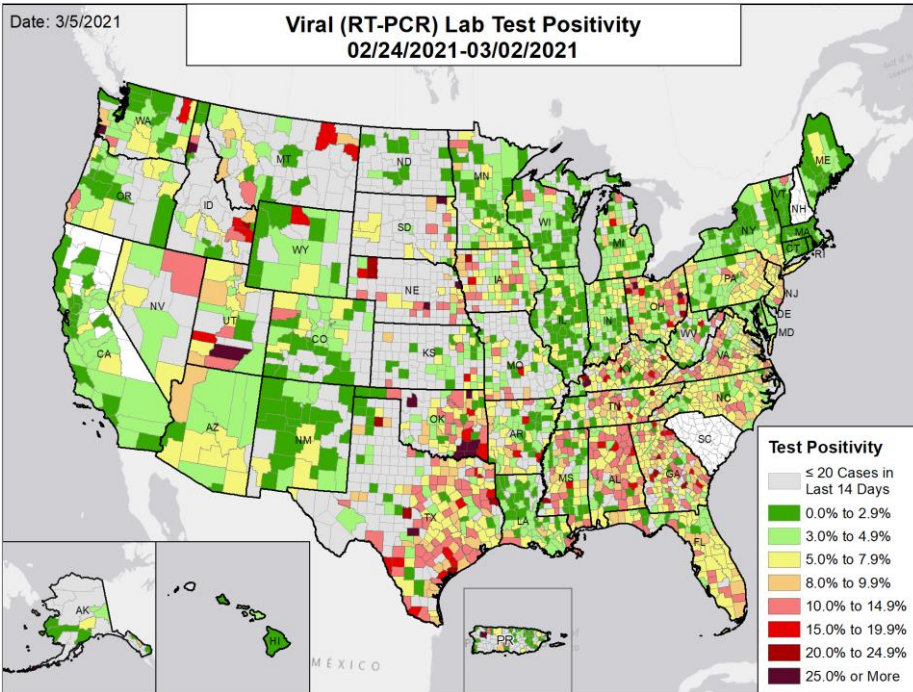 Date: 3/5/2021
Viral (RT-PCR) Lab Test Positivity
02/24/2021-03/02/2021
WA
MT
ND
MN
ME
OR
ID
SD
WI
VT
NH
WY
MI
NY
MA
CT
RI
NV
UT
NE
IA
PA
NJ
CA
CO
IL
IN
OH
DE
MD
WV
KS
MO
KY
VA
AZ
NM
OK
AR
TN
NC
SC
MS
AL
GA
TX
LA
FL
AK
HI
PR
MÉXICO
Test Positivity
≤ 20 Cases in
Last 14 Days
0.0% to 2.9%
3.0% to 4.9%
5.0% to 7.9%
8.0% to 9.9%
10.0% to 14.9%
15.0% to 19.9%
20.0% to 24.9%
25.0% or More